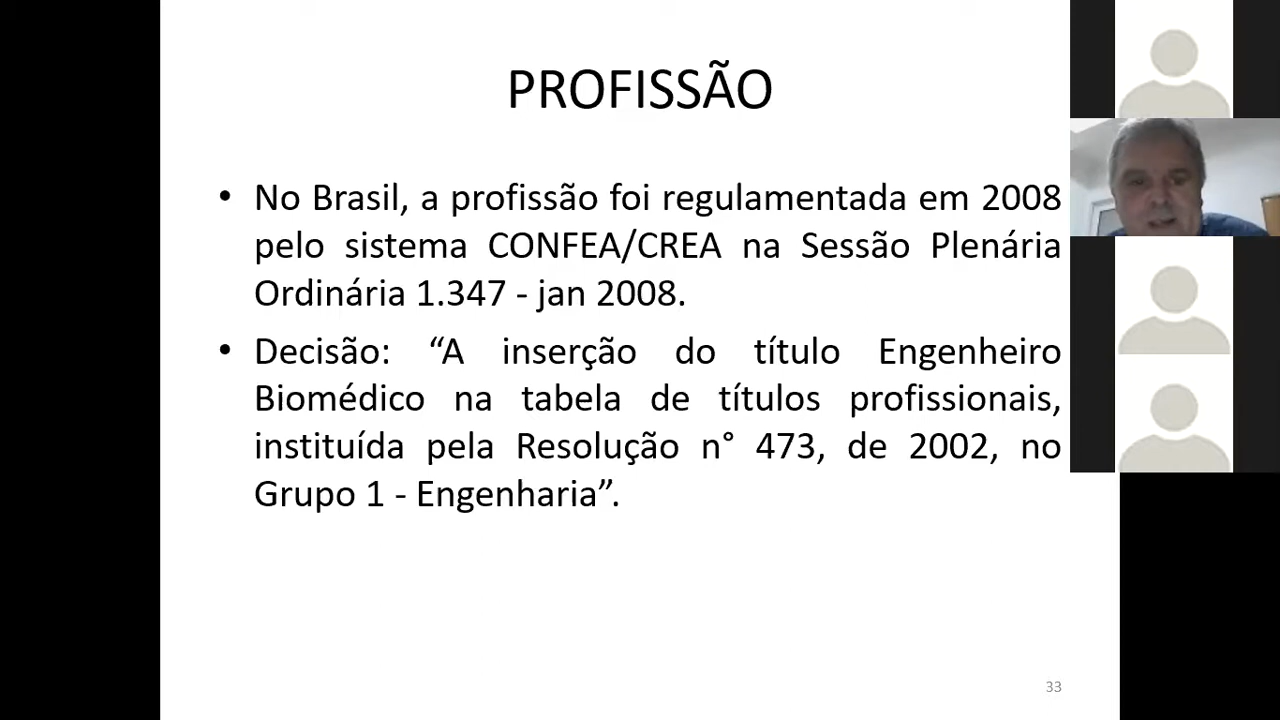 PROFISSÃO
• No Brasil, a profissão foi regulamentada em 2008
pelo sistema CONFEA/CREA na Sessão Plenária
Ordinária 1.347 - jan 2008.
• Decisão: “A inserção do título Engenheiro
Biomédico na tabela de títulos profissionais,
instituída pela Resolução n° 473, de 2002, no
Grupo 1 - Engenharia”.
33